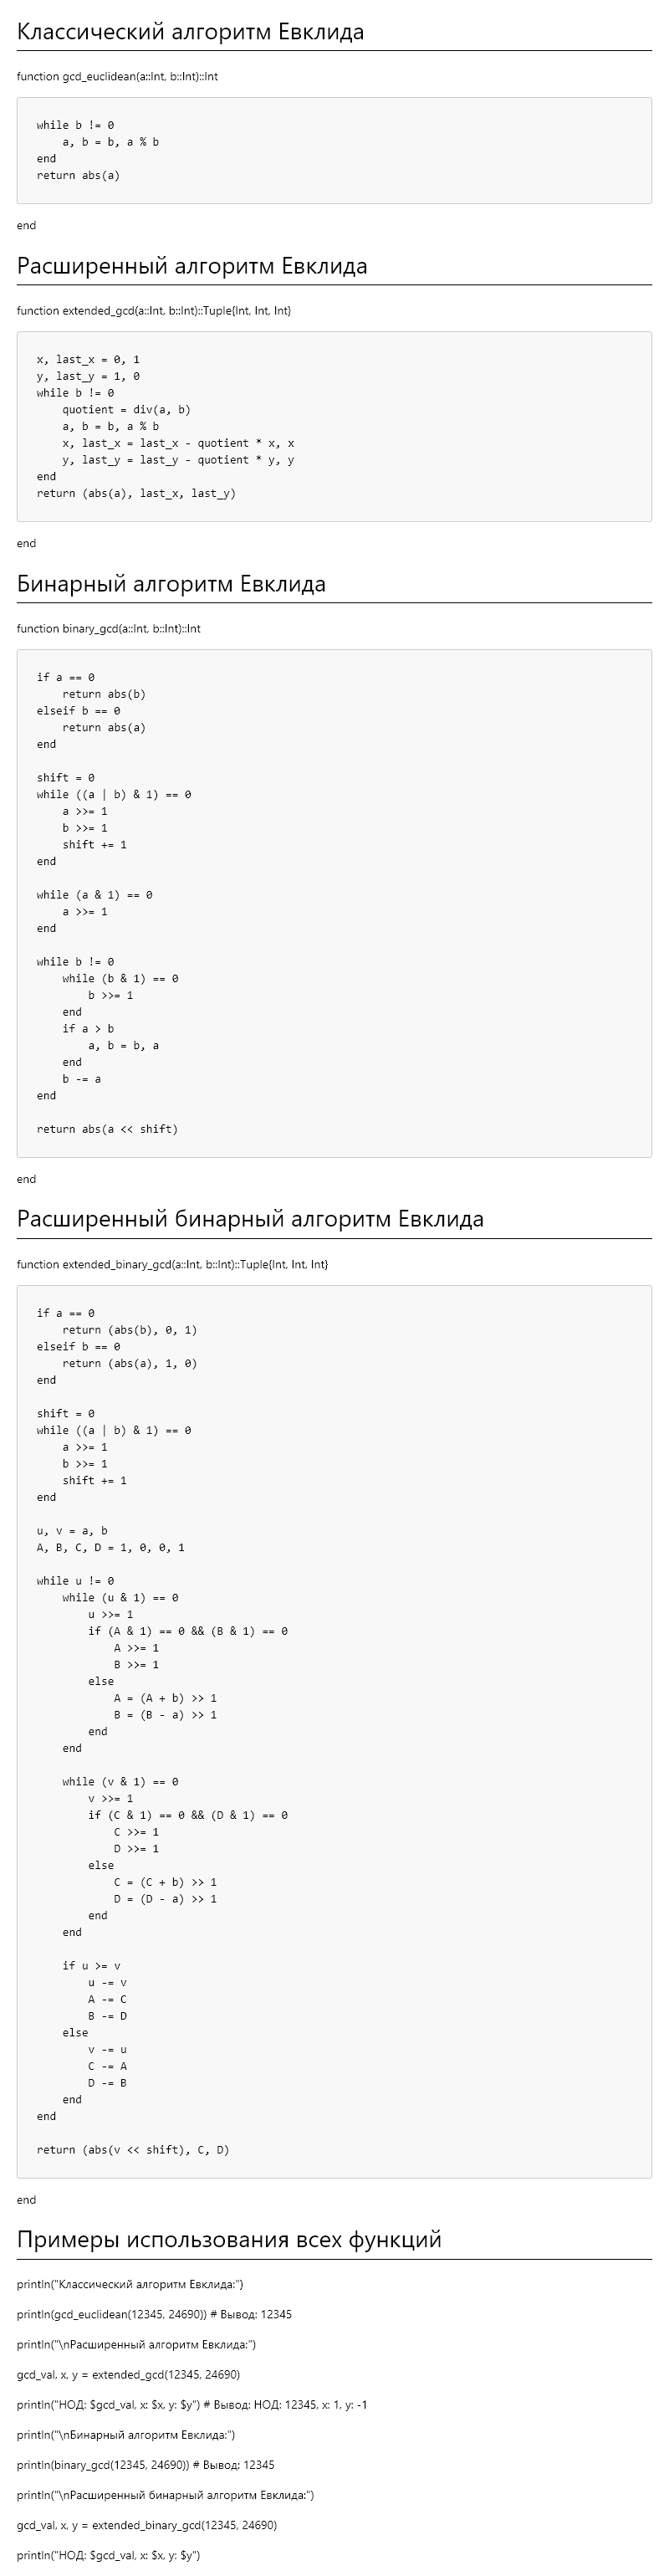 Классический алгоритм Евклида
function gcd_euclidean(a::Int, b::Int)::Int
while b != 0
    a, b = b, a % b
end
return abs(a)
end
Расширенный алгоритм Евклида
function extended_gcd(a::Int, b::Int)::Tuple{Int, Int, Int}
x, last_x = 0, 1
y, last_y = 1, 0
while b != 0
    quotient = div(a, b)
    a, b = b, a % b
    x, last_x = last_x - quotient * x, x
    y, last_y = last_y - quotient * y, y
end
return (abs(a), last_x, last_y)
end
Бинарный алгоритм Евклида
function binary_gcd(a::Int, b::Int)::Int
if a == 0
    return abs(b)
elseif b == 0
    return abs(a)
end
shift = 0
while ((a | b) & 1) == 0
    a >>= 1
    b >>= 1
    shift += 1
end
while (a & 1) == 0
    a >>= 1
end
while b != 0
    while (b & 1) == 0
        b >>= 1
    end
    if a > b
        a, b = b, a
    end
    b -= a
end
return abs(a << shift)
end
Расширенный бинарный алгоритм Евклида
function extended_binary_gcd(a::Int, b::Int)::Tuple{Int, Int, Int}
if a == 0
    return (abs(b), 0, 1)
elseif b == 0
    return (abs(a), 1, 0)
end
shift = 0
while ((a | b) & 1) == 0
    a >>= 1
    b >>= 1
    shift += 1
end
u, v = a, b
A, B, C, D = 1, 0, 0, 1
while u != 0
    while (u & 1) == 0
        u >>= 1
        if (A & 1) == 0 && (B & 1) == 0
            A >>= 1
            B >>= 1
        else
            A = (A + b) >> 1
            B = (B - a) >> 1
        end
    end
    while (v & 1) == 0
        v >>= 1
        if (C & 1) == 0 && (D & 1) == 0
            C >>= 1
            D >>= 1
        else
            C = (C + b) >> 1
            D = (D - a) >> 1
        end
    end
    if u >= v
        u -= v
        A -= C
        B -= D
    else
        v -= u
        C -= A
        D -= B
    end
end
return (abs(v << shift), C, D)
end
Примеры использования всех функций
println("Классический алгоритм Евклида:")
println(gcd_euclidean(12345, 24690)) # Вывод: 12345
println("\nРасширенный алгоритм Евклида:")
gcd_val, x, y = extended_gcd(12345, 24690)
println("НОД: $gcd_val, x: $x, y: $y") # Вывод: НОД: 12345, x: 1, y: -1
println("\nБинарный алгоритм Евклида:")
println(binary_gcd(12345, 24690)) # Вывод: 12345
println("\nРасширенный бинарный алгоритм Евклида:")
gcd_val, x, y = extended_binary_gcd(12345, 24690)
println("НОД: $gcd_val, x: $x, y: $y")